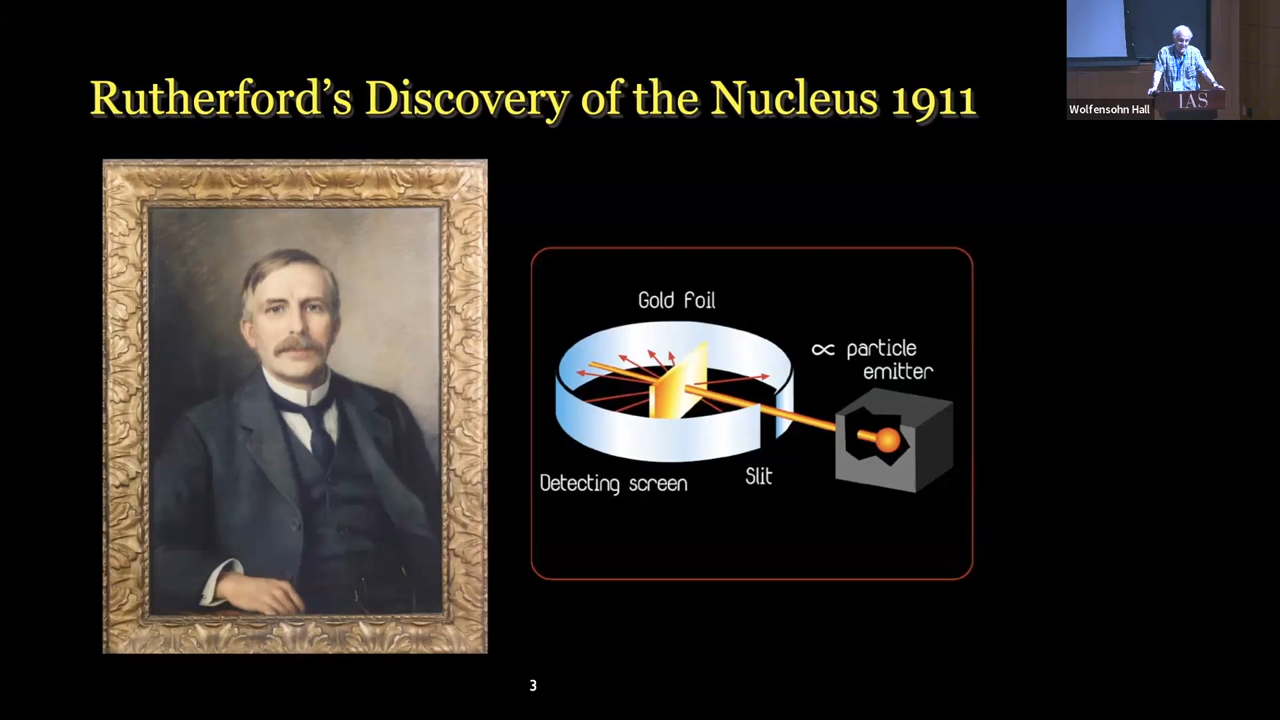 Rutherford's Discovery of the Nucleus 1911
IAS
Wolfensohn Hall
Gold Foil
∝ particle
emitter
Detecting screen
Slit
3